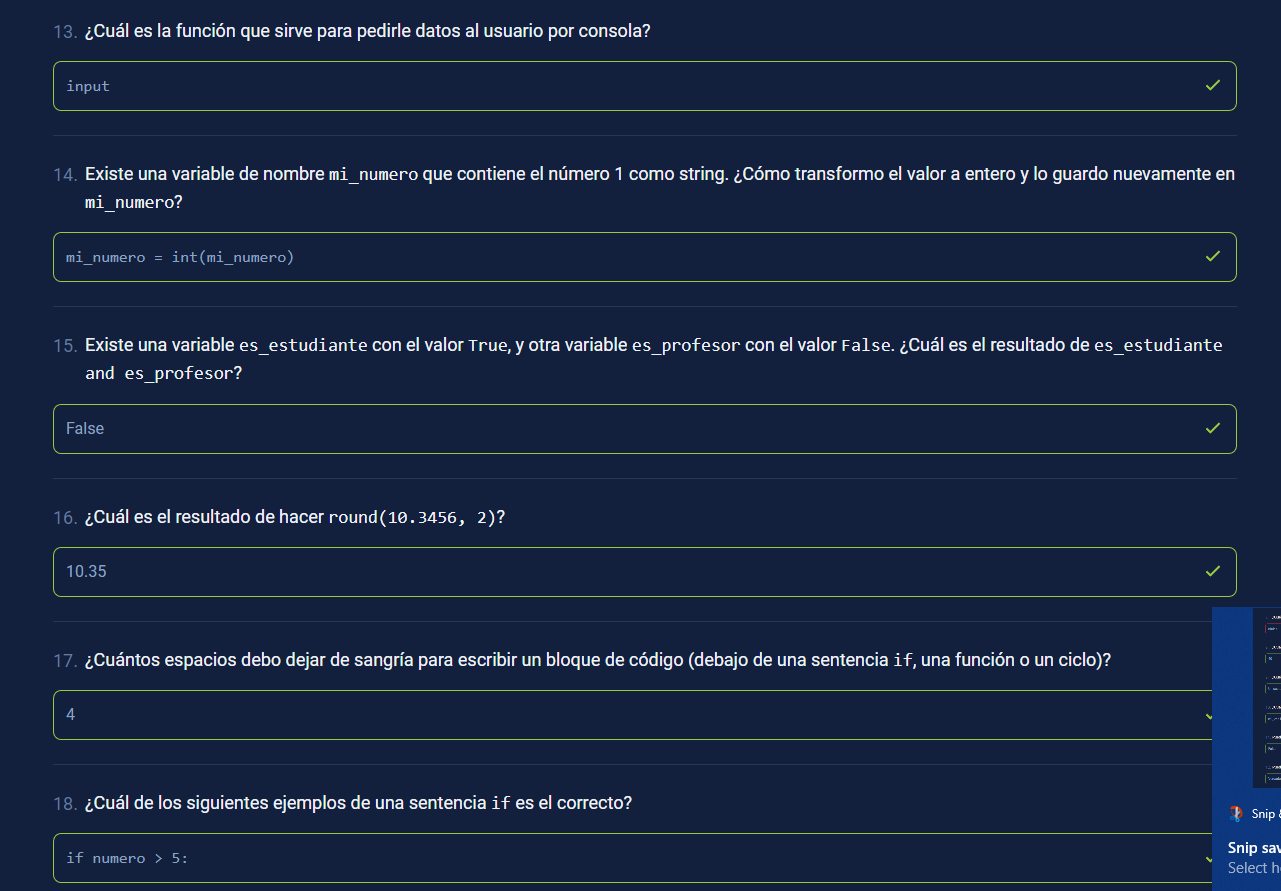 13. ¿Cuál es la función que sirve para pedirle datos al usuario por consola?
input
14. Existe una variable de nombre mi_numero que contiene el número 1 como string. ¿Cómo transformo el valor a entero y lo guardo nuevamente en
mi_numero?
mi_numero = int(mi_numero)
15. Existe una variable es_estudiante con el valor True, y otra variable es_profesor con el valor False. ¿Cuál es el resultado de es_estudiante
and es_profesor?
False
16. ¿Cuál es el resultado de hacer round(10.3456, 2)?
10.35
17. ¿Cuántos espacios debo dejar de sangría para escribir un bloque de código (debajo de una sentencia if, una función o un ciclo)?
4
18. ¿Cuál de los siguientes ejemplos de una sentencia if es el correcto?
if numero > 5:
Snip &
Snip sav
Select h